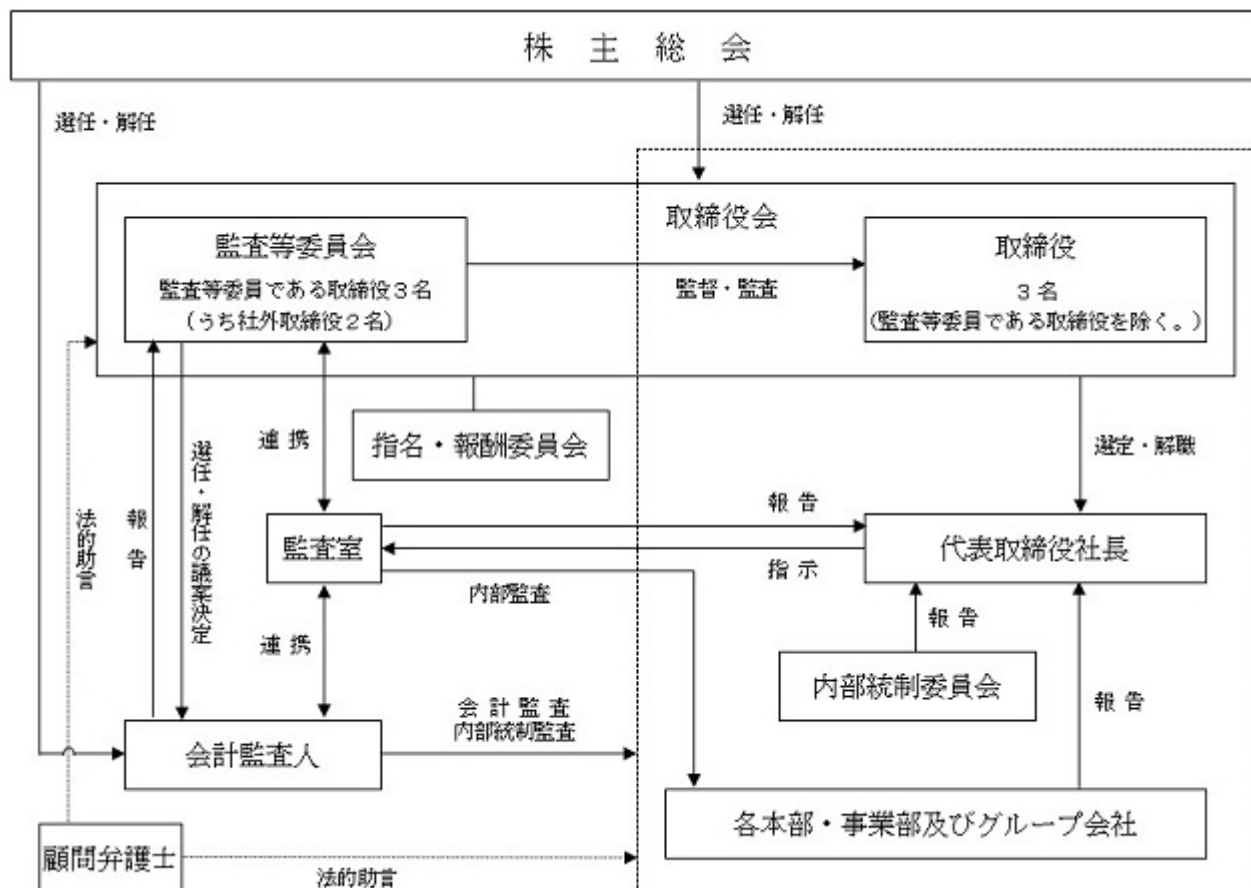 株主総会
選任・解任
選任・解任
取締役会
監査等委員会
監査等委員である取締役３名
（うち社外取締役２名）
監督・監査
取締役
３名
（監査等委員である取締役を除く。）
指名・報酬委員会
選定・解職
連携
選任・解任の議案決定
報告
法的助言
監査室
報告
指示
内部監査
代表取締役社長
連携
報告
内部統制委員会
報告
会計監査
内部統制監査
会計監査人
各本部・事業部及びグループ会社
顧問弁護士
法的助言